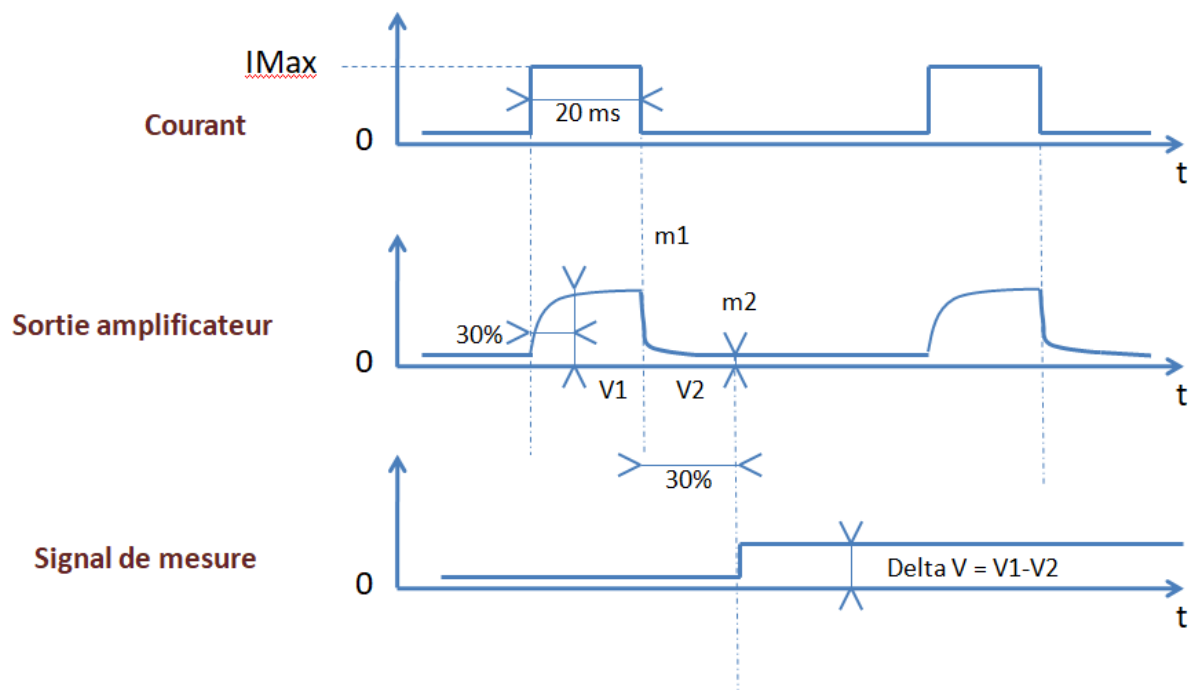 IMax
20 ms
Courant
0
t
m1
m2
Sortie amplificateur
30%
0
V1
V2
t
30%
Signal de mesure
0
Delta V = V1-V2
t